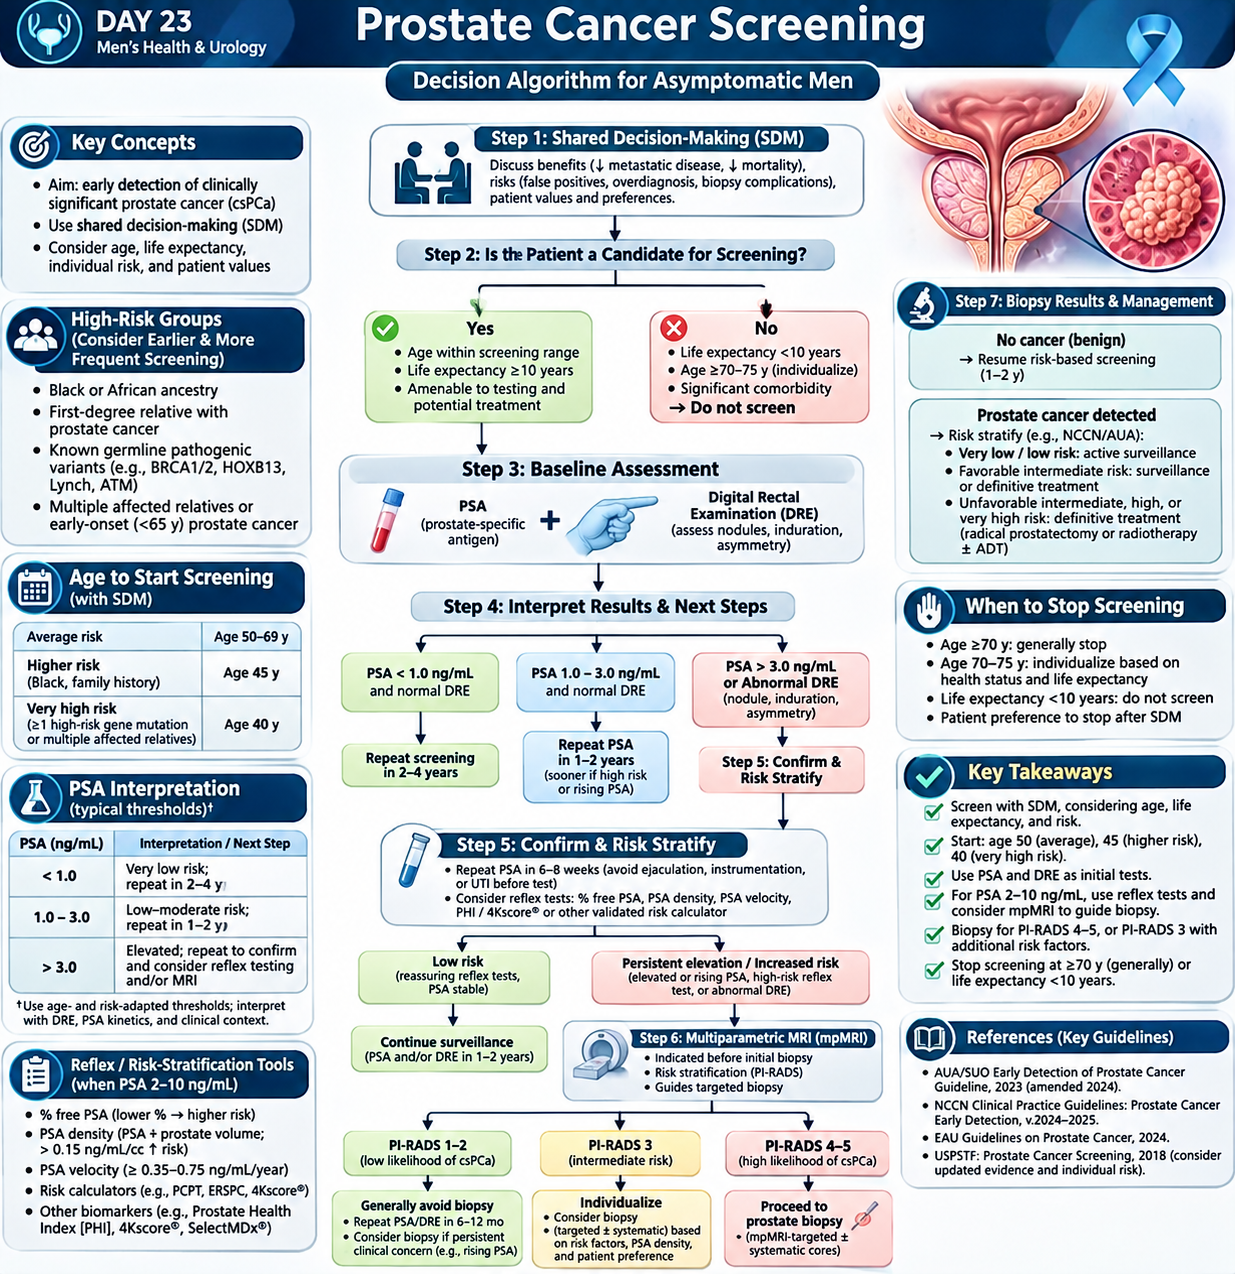 DAY 23
Men's Health & Urology
Prostate Cancer Screening
Decision Algorithm for Asymptomatic Men
Key Concepts
• Aim: early detection of clinically
significant prostate cancer (csPCa)
• Use shared decision-making (SDM)
• Consider age, life expectancy,
individual risk, and patient values
High-Risk Groups
(Consider Earlier & More
Frequent Screening)
• Black or African ancestry
• First-degree relative with
prostate cancer
• Known germline pathogenic
variants (e.g., BRCA1/2, HOXB13,
Lynch, ATM)
• Multiple affected relatives or
early-onset (<65 y) prostate cancer
Age to Start Screening
(with SDM)
Average risk
Age 50–69 y
Higher risk
(Black, family history)
Age 45 y
Very high risk
(≥1 high-risk gene mutation
or multiple affected relatives)
Age 40 y
PSA Interpretation
(typical thresholds)†
PSA (ng/mL)
Interpretation / Next Step
< 1.0
Very low risk;
repeat in 2–4 y
1.0 – 3.0
Low–moderate risk;
repeat in 1–2 y
> 3.0
Elevated; repeat to confirm
and consider reflex testing
and/or MRI
†Use age- and risk-adapted thresholds; interpret
with DRE, PSA kinetics, and clinical context.
Reflex / Risk-Stratification Tools
(when PSA 2–10 ng/mL)
• % free PSA (lower % → higher risk)
• PSA density (PSA ÷ prostate volume;
> 0.15 ng/mL/cc ↑ risk)
• PSA velocity (≥ 0.35–0.75 ng/mL/year)
• Risk calculators (e.g., PCPT, ERSPC, 4Kscore®)
• Other biomarkers (e.g., Prostate Health
Index [PHI], 4Kscore®, SelectMDx®)
Step 1: Shared Decision-Making (SDM)
Discuss benefits (↓ metastatic disease, ↓ mortality),
risks (false positives, overdiagnosis, biopsy complications),
patient values and preferences.
Step 2: Is the Patient a Candidate for Screening?
Yes
• Age within screening range
• Life expectancy ≥10 years
• Amenable to testing and
potential treatment
No
• Life expectancy <10 years
• Age ≥70–75 y (individualize)
• Significant comorbidity
→ Do not screen
Step 3: Baseline Assessment
PSA
(prostate-specific
antigen)
+
Digital Rectal
Examination (DRE)
(assess nodules, induration,
asymmetry)
Step 4: Interpret Results & Next Steps
PSA < 1.0 ng/mL
and normal DRE
Repeat screening
in 2–4 years
PSA 1.0 – 3.0 ng/mL
and normal DRE
Repeat PSA
in 1–2 years
(sooner if high risk
or rising PSA)
PSA > 3.0 ng/mL
or Abnormal DRE
(nodule, induration,
asymmetry)
Step 5: Confirm &
Risk Stratify
Step 5: Confirm & Risk Stratify
• Repeat PSA in 6–8 weeks (avoid ejaculation, instrumentation,
or UTI before test)
• Consider reflex tests: % free PSA, PSA density, PSA velocity,
PHI / 4Kscore® or other validated risk calculator
Low risk
(reassuring reflex tests,
PSA stable)
Continue surveillance
(PSA and/or DRE in 1–2 years)
Persistent elevation / Increased risk
(elevated or rising PSA, high-risk reflex
test, or abnormal DRE)
Step 6: Multiparametric MRI (mpMRI)
• Indicated before initial biopsy
• Risk stratification (PI-RADS)
• Guides targeted biopsy
PI-RADS 1–2
(low likelihood of csPCa)
Generally avoid biopsy
• Repeat PSA/DRE in 6–12 mo
• Consider biopsy if persistent
clinical concern (e.g., rising PSA)
PI-RADS 3
(intermediate risk)
Individualize
• Consider biopsy
• (targeted ± systematic) based
on risk factors, PSA density,
and patient preference
PI-RADS 4–5
(high likelihood of csPCa)
Proceed to
prostate biopsy
• (mpMRI-targeted ±
systematic cores)
Step 7: Biopsy Results & Management
No cancer (benign)
→ Resume risk-based screening
(1–2 y)
Prostate cancer detected
→ Risk stratify (e.g., NCCN/AUA):
• Very low / low risk: active surveillance
• Favorable intermediate risk: surveillance
or definitive treatment
• Unfavorable intermediate, high, or
very high risk: definitive treatment
(radical prostatectomy or radiotherapy
± ADT)
When to Stop Screening
• Age ≥70 y: generally stop
• Age 70–75 y: individualize based on
health status and life expectancy
• Life expectancy <10 years: do not screen
• Patient preference to stop after SDM
Key Takeaways
Screen with SDM, considering age, life
expectancy, and risk.
Start: age 50 (average), 45 (higher risk),
40 (very high risk).
Use PSA and DRE as initial tests.
For PSA 2–10 ng/mL, use reflex tests and
consider mpMRI to guide biopsy.
Biopsy for PI-RADS 4–5, or PI-RADS 3 with
additional risk factors.
Stop screening at ≥70 y (generally) or
life expectancy <10 years.
References (Key Guidelines)
• AUA/SUO Early Detection of Prostate Cancer
Guideline, 2023 (amended 2024).
• NCCN Clinical Practice Guidelines: Prostate Cancer
Early Detection, v.2024–2025.
• EAU Guidelines on Prostate Cancer, 2024.
• USPSTF: Prostate Cancer Screening, 2018 (consider
updated evidence and individual risk).